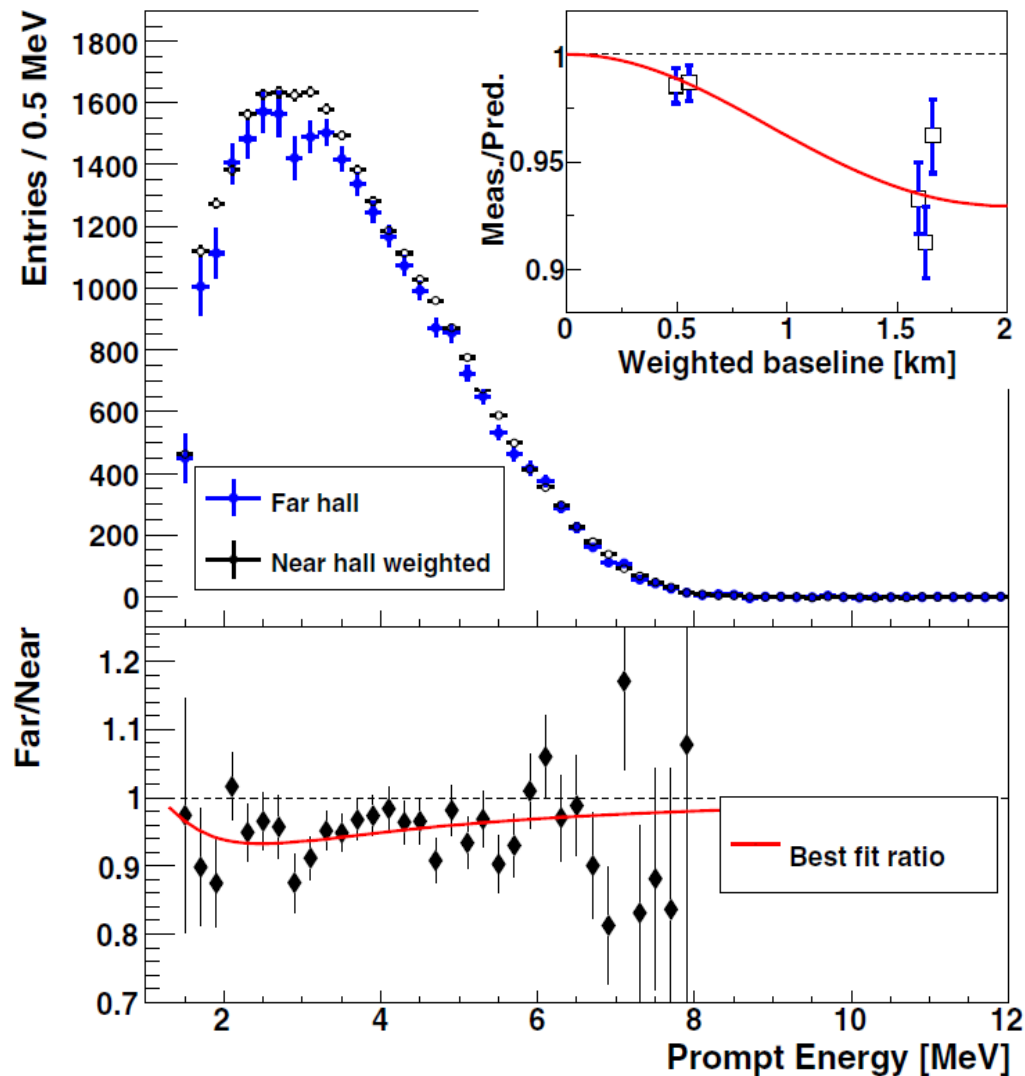 Entries / 0.5 MeV
1800
1600
1400
1200
1000
800
600
400
200
0
Far hall
Near hall weighted
Meas./Pred.
1
0.95
0.9
0 0.5 1 1.5 2
Weighted baseline [km]
Far/Near
1.2
1.1
1
0.9
0.8
0.7
Best fit ratio
2 4 6 8 10 12
Prompt Energy [MeV]